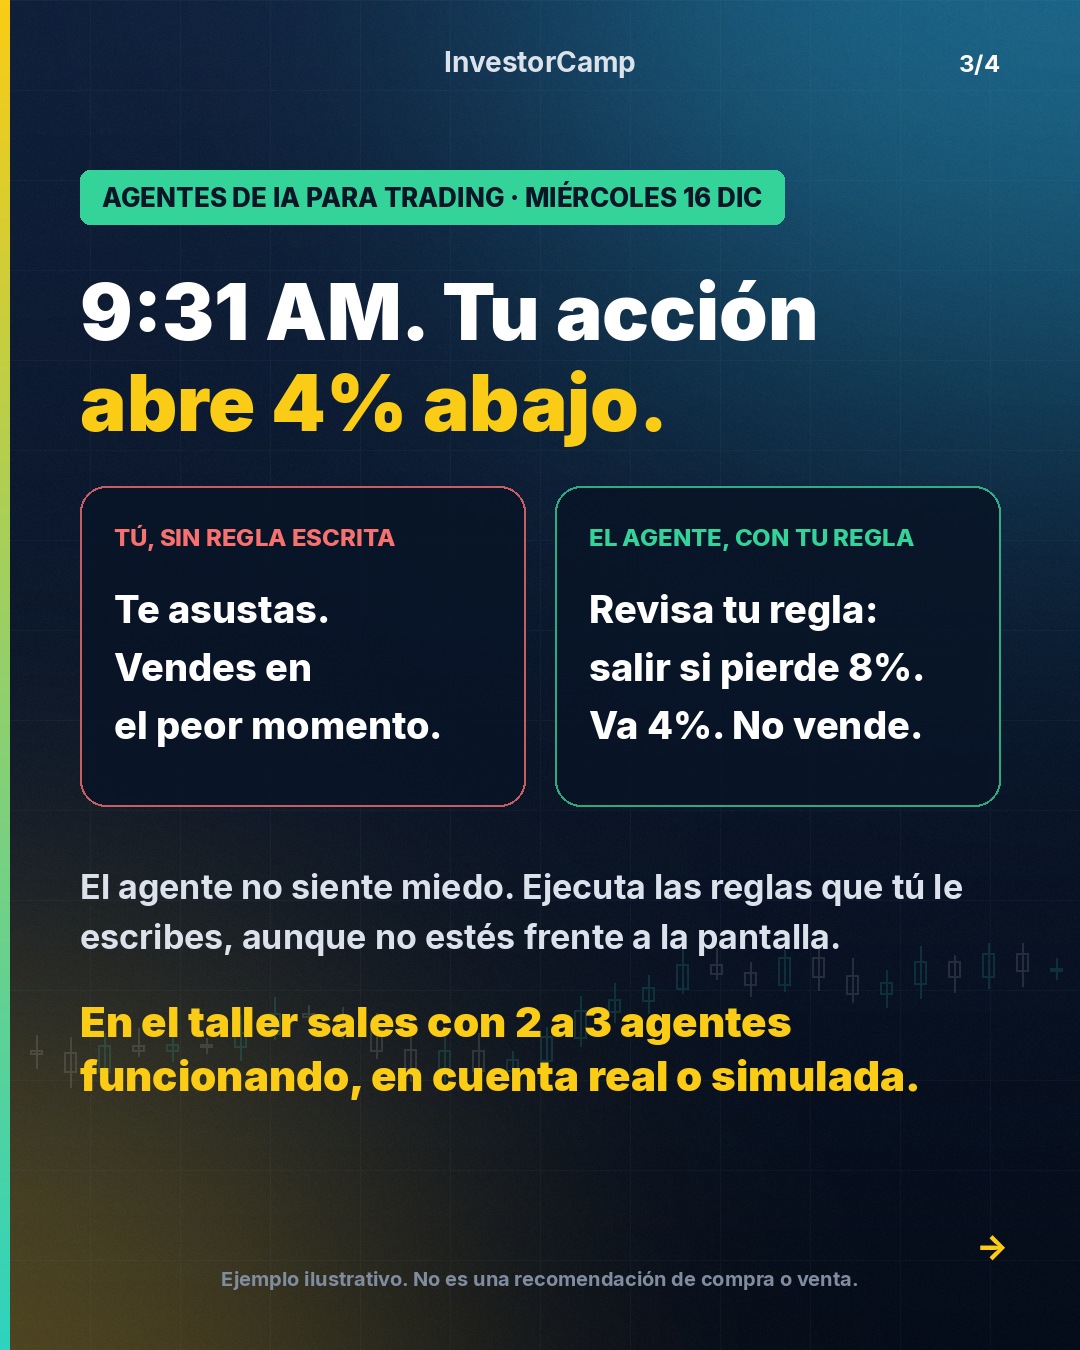 InvestorCamp
3/4
AGENTES DE IA PARA TRADING · MIÉRCOLES 16 DIC
9:31 AM. Tu acción
abre 4% abajo.
TÚ, SIN REGLA ESCRITA
Te asustas.
Vendes en
el peor momento.
EL AGENTE, CON TU REGLA
Revisa tu regla:
salir si pierde 8%.
Va 4%. No vende.
El agente no siente miedo. Ejecuta las reglas que tú le
escribes, aunque no estés frente a la pantalla.
En el taller sales con 2 a 3 agentes
funcionando, en cuenta real o simulada.
→
Ejemplo ilustrativo. No es una recomendación de compra o venta.